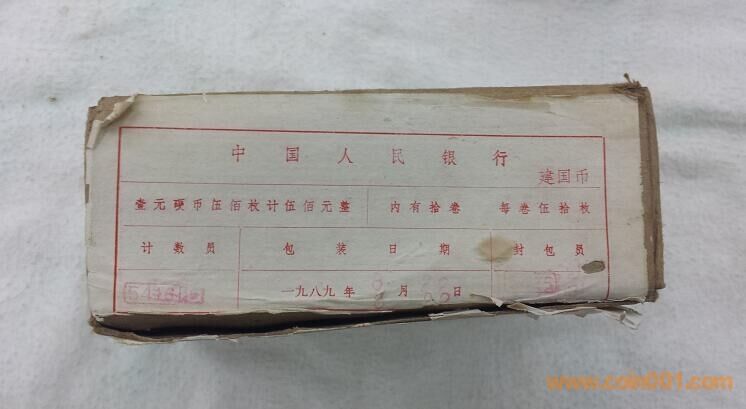 中国人民银行
建国币
壹元硬币伍佰枚计伍佰元整 内有拾卷 每卷伍拾枚
计数员 包装日期 封包员
一九八九年 月 日
www.coin001.com